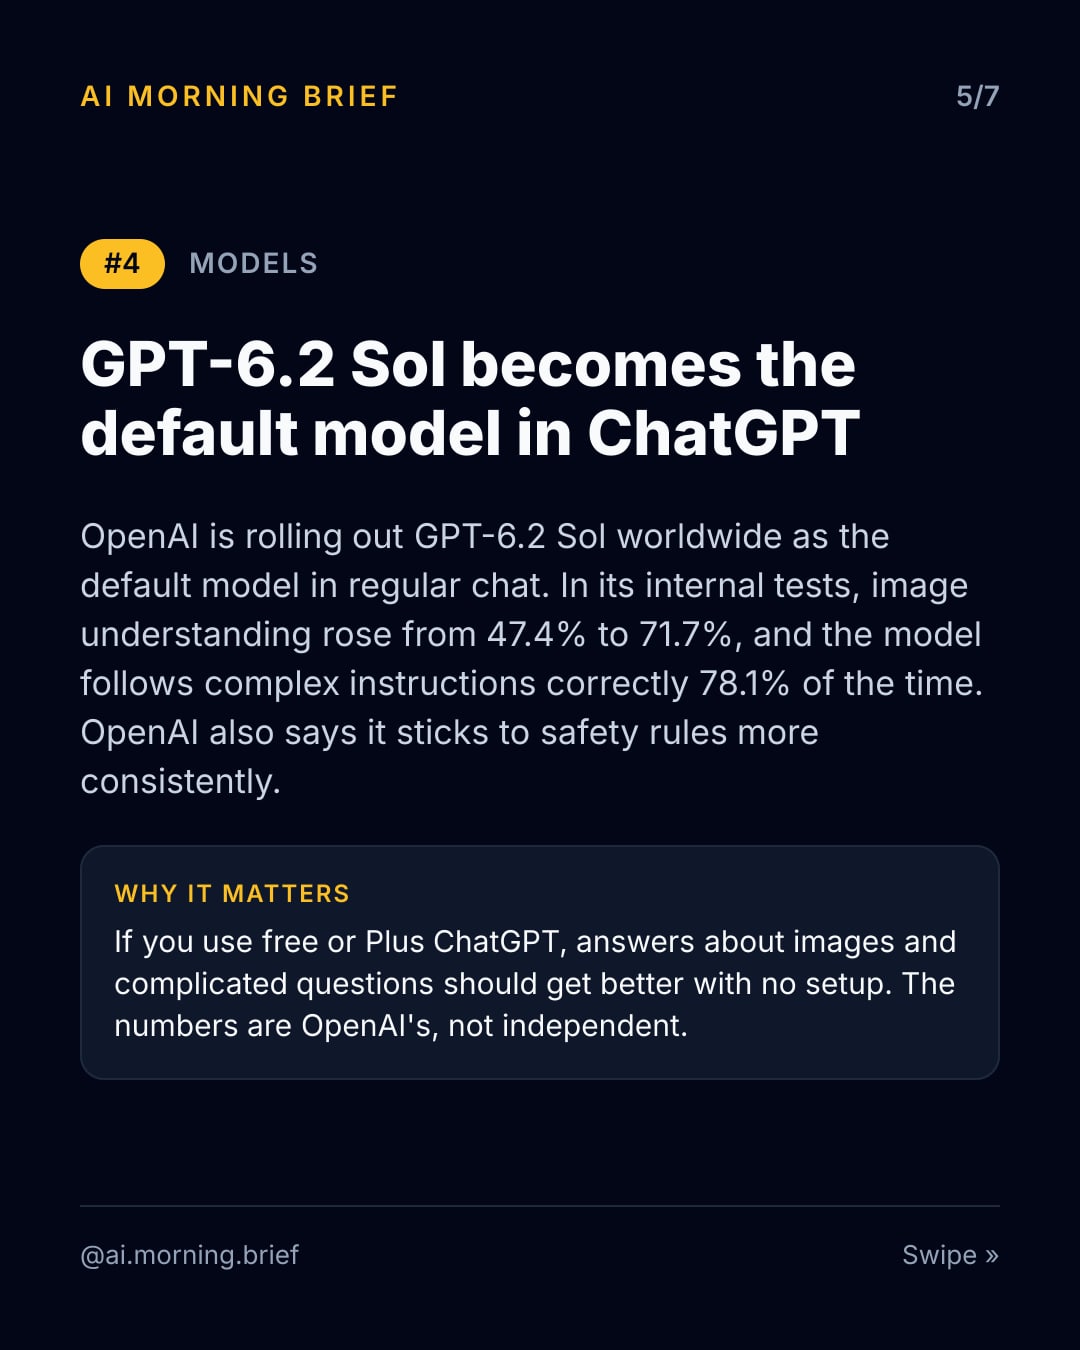 AI MORNING BRIEF
5/7
#4
MODELS
GPT-6.2 Sol becomes the
default model in ChatGPT
OpenAI is rolling out GPT-6.2 Sol worldwide as the
default model in regular chat. In its internal tests, image
understanding rose from 47.4% to 71.7%, and the model
follows complex instructions correctly 78.1% of the time.
OpenAI also says it sticks to safety rules more
consistently.
WHY IT MATTERS
If you use free or Plus ChatGPT, answers about images and
complicated questions should get better with no setup. The
numbers are OpenAI's, not independent.
@ai.morning.brief
Swipe »